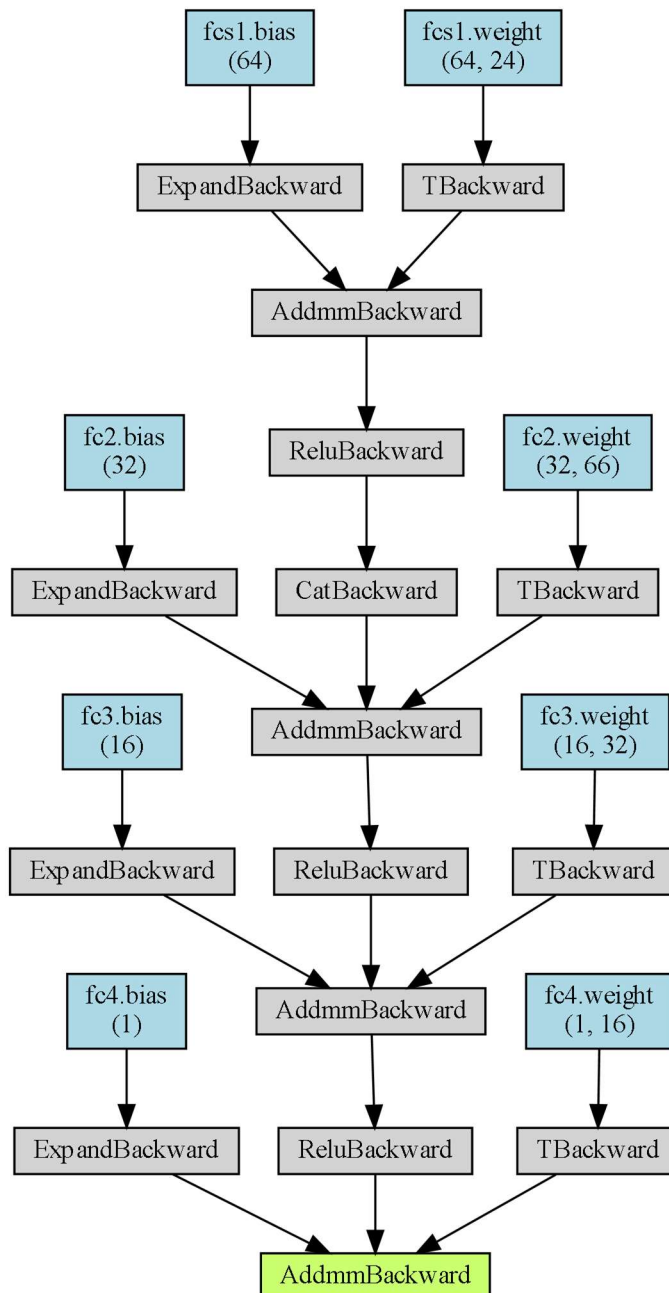 fcs1.bias
(64)
fcs1.weight
(64, 24)
ExpandBackward
TBackward
AddmmBackward
fc2.bias
(32)
ReluBackward
fc2.weight
(32, 66)
ExpandBackward
CatBackward
TBackward
fc3.bias
(16)
AddmmBackward
fc3.weight
(16, 32)
ExpandBackward
ReluBackward
TBackward
fc4.bias
(1)
AddmmBackward
fc4.weight
(1, 16)
ExpandBackward
ReluBackward
TBackward
AddmmBackward